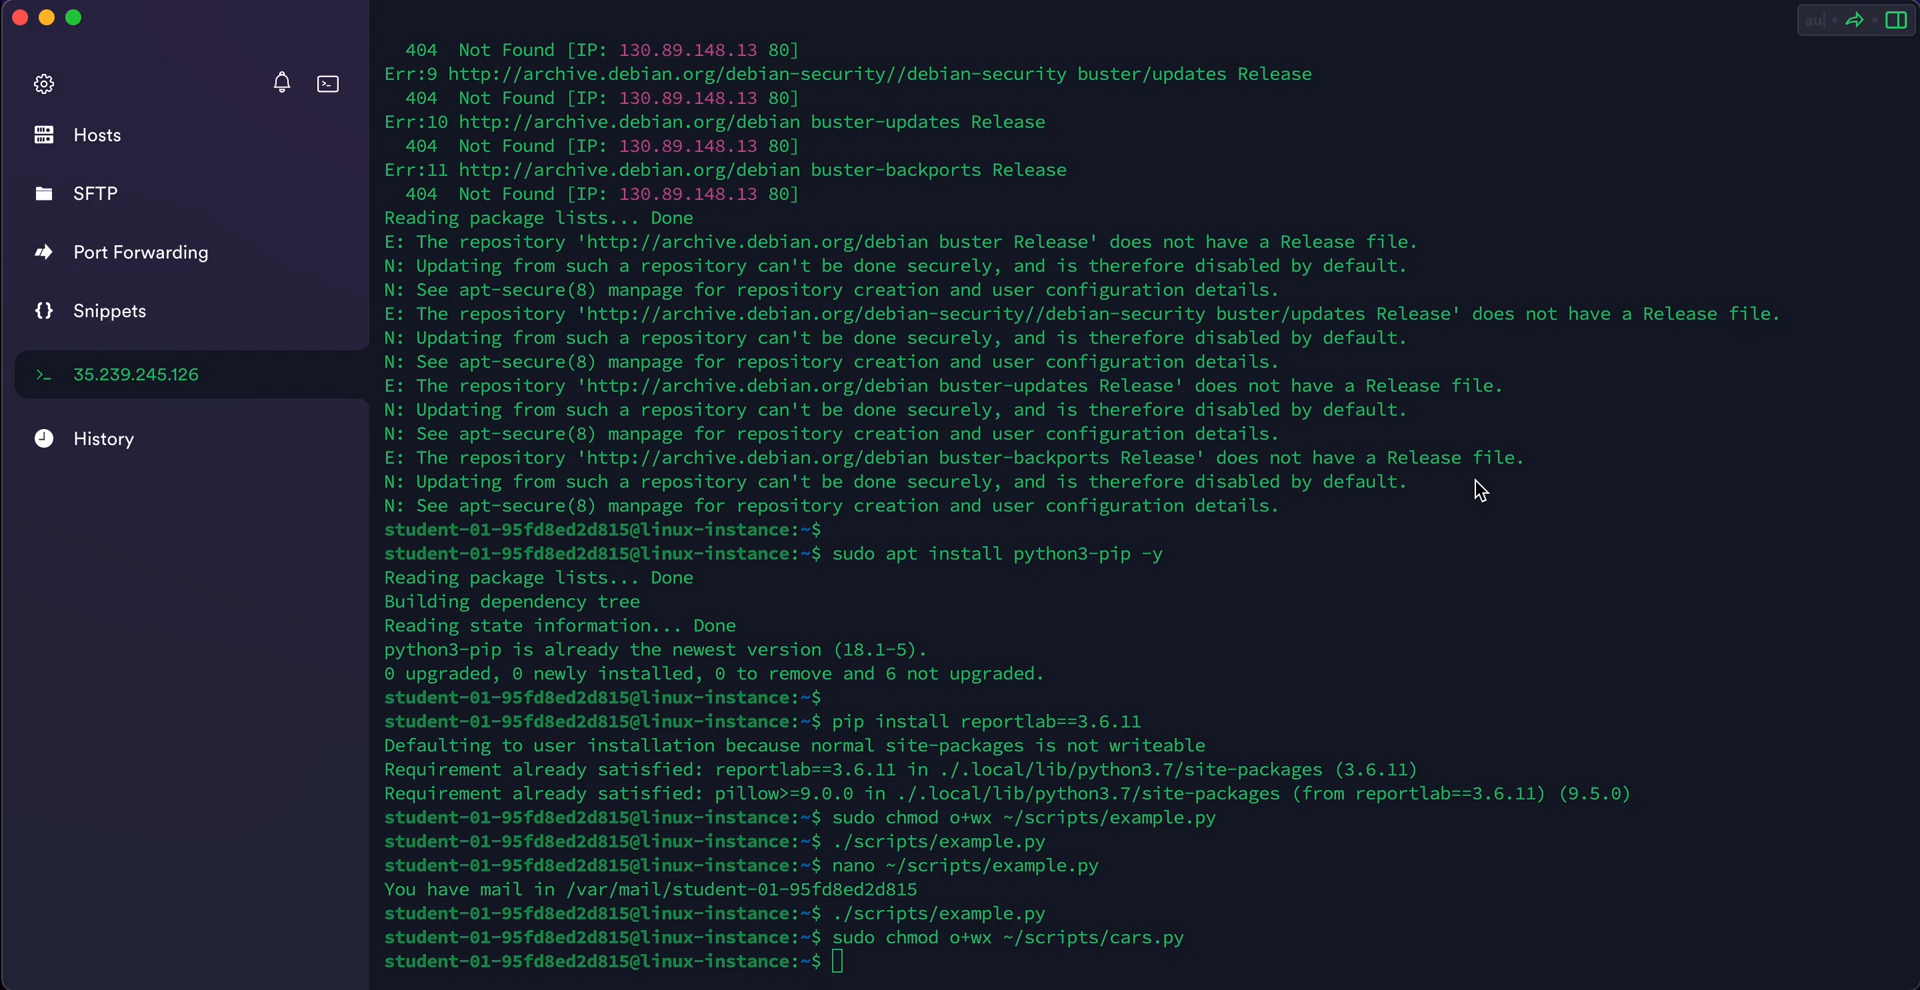 au
Hosts
SFTP
Port Forwarding
Snippets
>_ 35.239.245.126
History
404  Not Found [IP: 130.89.148.13 80]
Err:9 http://archive.debian.org/debian-security//debian-security buster/updates Release
404  Not Found [IP: 130.89.148.13 80]
Err:10 http://archive.debian.org/debian buster-updates Release
404  Not Found [IP: 130.89.148.13 80]
Err:11 http://archive.debian.org/debian buster-backports Release
404  Not Found [IP: 130.89.148.13 80]
Reading package lists... Done
E: The repository 'http://archive.debian.org/debian buster Release' does not have a Release file.
N: Updating from such a repository can't be done securely, and is therefore disabled by default.
N: See apt-secure(8) manpage for repository creation and user configuration details.
E: The repository 'http://archive.debian.org/debian-security//debian-security buster/updates Release' does not have a Release file.
N: Updating from such a repository can't be done securely, and is therefore disabled by default.
N: See apt-secure(8) manpage for repository creation and user configuration details.
E: The repository 'http://archive.debian.org/debian buster-updates Release' does not have a Release file.
N: Updating from such a repository can't be done securely, and is therefore disabled by default.
N: See apt-secure(8) manpage for repository creation and user configuration details.
E: The repository 'http://archive.debian.org/debian buster-backports Release' does not have a Release file.
N: Updating from such a repository can't be done securely, and is therefore disabled by default.
N: See apt-secure(8) manpage for repository creation and user configuration details.
student-01-95fd8ed2d815@linux-instance:~$
student-01-95fd8ed2d815@linux-instance:~$ sudo apt install python3-pip -y
Reading package lists... Done
Building dependency tree
Reading state information... Done
python3-pip is already the newest version (18.1-5).
0 upgraded, 0 newly installed, 0 to remove and 6 not upgraded.
student-01-95fd8ed2d815@linux-instance:~$
student-01-95fd8ed2d815@linux-instance:~$ pip install reportlab==3.6.11
Defaulting to user installation because normal site-packages is not writeable
Requirement already satisfied: reportlab==3.6.11 in ./.local/lib/python3.7/site-packages (3.6.11)
Requirement already satisfied: pillow>=9.0.0 in ./.local/lib/python3.7/site-packages (from reportlab==3.6.11) (9.5.0)
student-01-95fd8ed2d815@linux-instance:~$ sudo chmod o+wx ~/scripts/example.py
student-01-95fd8ed2d815@linux-instance:~$ ./scripts/example.py
student-01-95fd8ed2d815@linux-instance:~$ nano ~/scripts/example.py
You have mail in /var/mail/student-01-95fd8ed2d815
student-01-95fd8ed2d815@linux-instance:~$ ./scripts/example.py
student-01-95fd8ed2d815@linux-instance:~$ sudo chmod o+wx ~/scripts/cars.py
student-01-95fd8ed2d815@linux-instance:~$